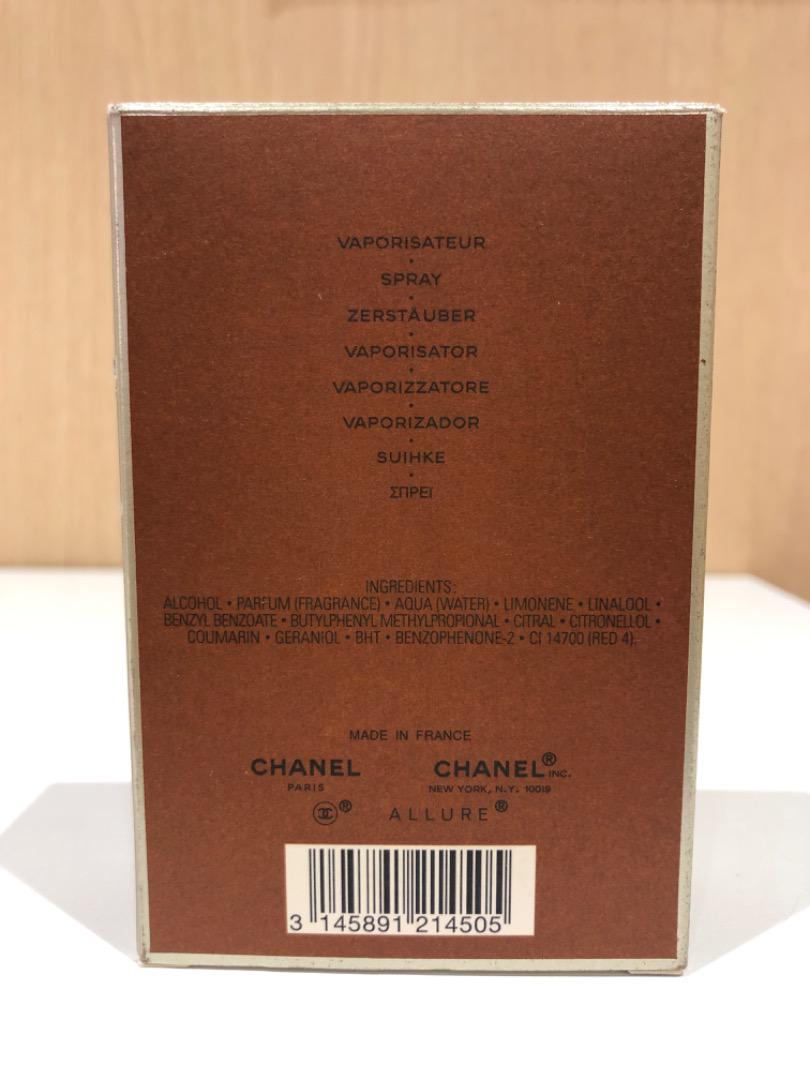 VAPORISATEUR
•
SPRAY
•
ZERSTÄUBER
•
VAPORISATOR
•
VAPORIZZATORE
•
VAPORIZADOR
•
SUIHKE
•
ΣΠΡΕΪ
INGREDIENTS:
ALCOHOL • PARFUM (FRAGRANCE) • AQUA (WATER) • LIMONENE • LINALOOL •
BENZYL BENZOATE • BUTYLPHENYL METHYLPROPIONAL • CITRAL • CITRONELLOL •
COUMARIN • GERANIOL • BHT • BENZOPHENONE-2 • CI 14700 (RED 4).
MADE IN FRANCE
CHANEL CHANEL® INC.
PARIS NEW YORK, N.Y. 10019
® ALLURE®
3 145891 214505